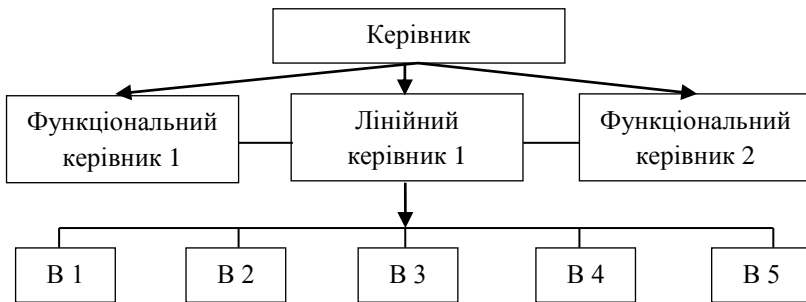 Керівник
Функціональний
керівник 1
Лінійний
керівник 1
Функціональний
керівник 2
В 1
В 2
В 3
В 4
В 5